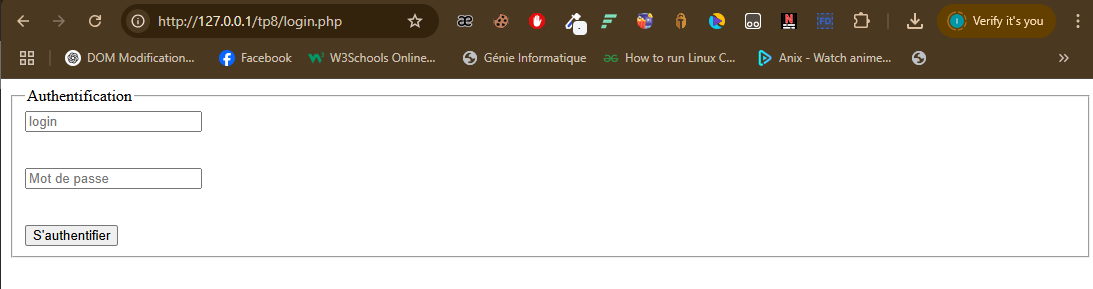 http://127.0.0.1/tp8/login.php Verify it's you
DOM Modification... Facebook W3Schools Online... Génie Informatique How to run Linux C... Anix - Watch anime...
Authentification
login
Mot de passe
S'authentifier